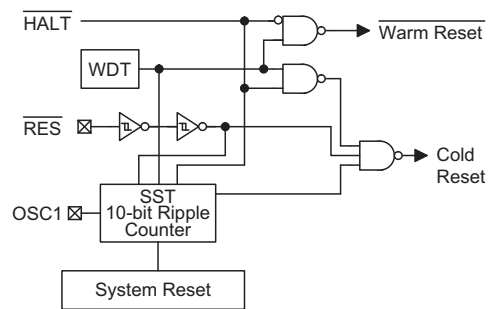 HALT
Warm Reset
WDT
RES
Cold
Reset
SST
10-bit Ripple
Counter
OSC1
System Reset